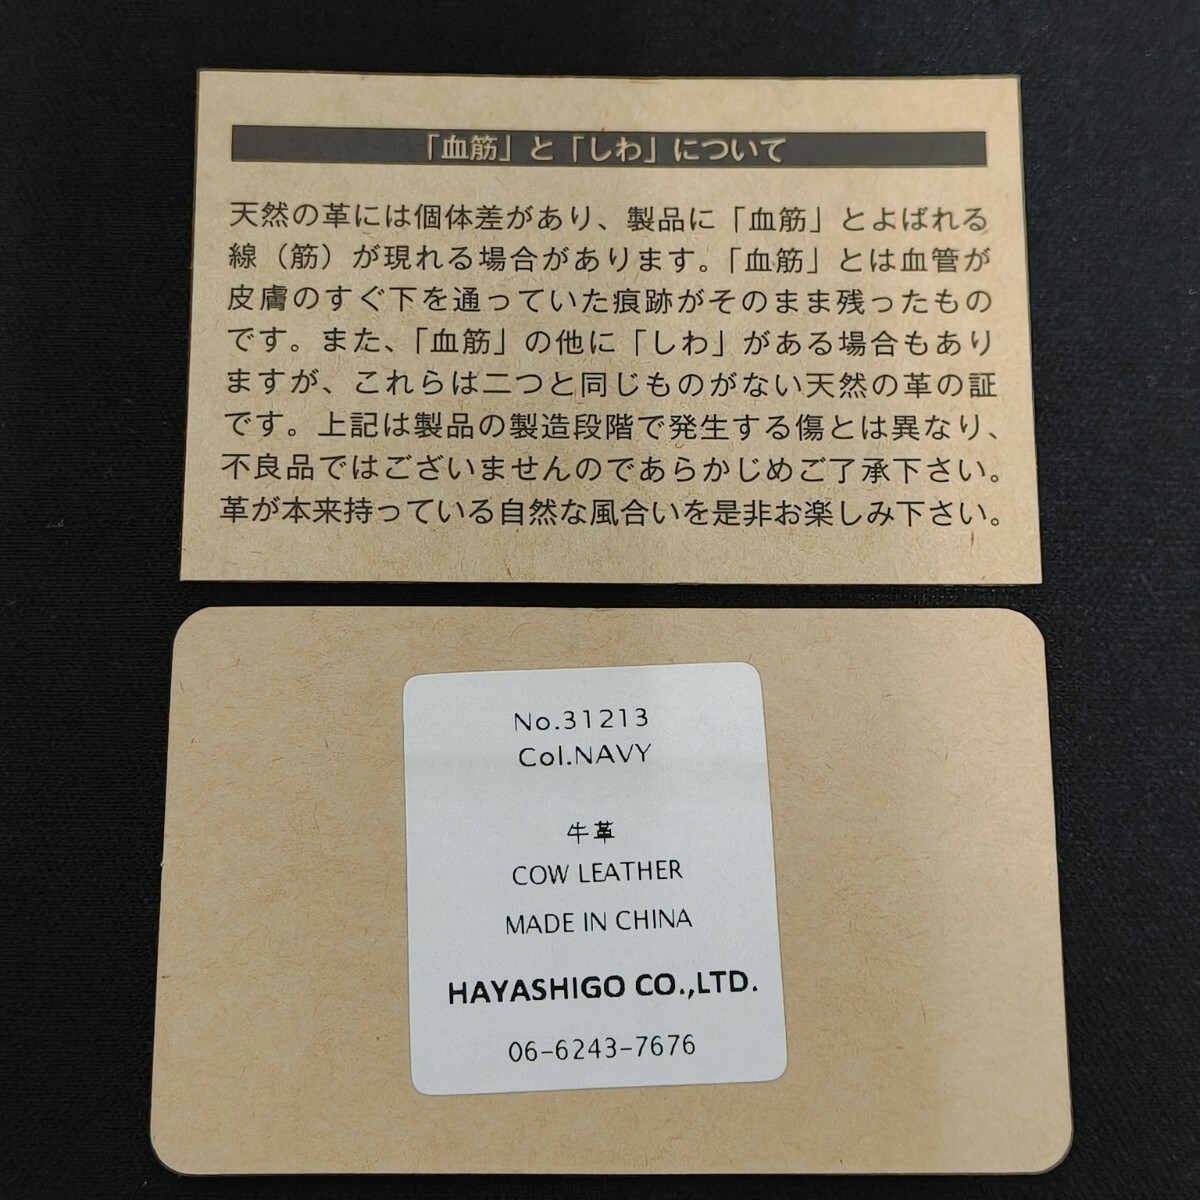 「血筋」と「しわ」について
天然の革には個体差があり、製品に「血筋」とよばれる
線（筋）が現れる場合があります。「血筋」とは血管が
皮膚のすぐ下を通っていた痕跡がそのまま残ったもの
です。また、「血筋」の他に「しわ」がある場合もあり
ますが、これらは二つと同じものがない天然の革の証
です。上記は製品の製造段階で発生する傷とは異なり、
不良品ではございませんのであらかじめご了承下さい。
革が本来持っている自然な風合いを是非お楽しみ下さい。
No.31213
Col.NAVY
牛革
COW LEATHER
MADE IN CHINA
HAYASHIGO CO.,LTD.
06-6243-7676